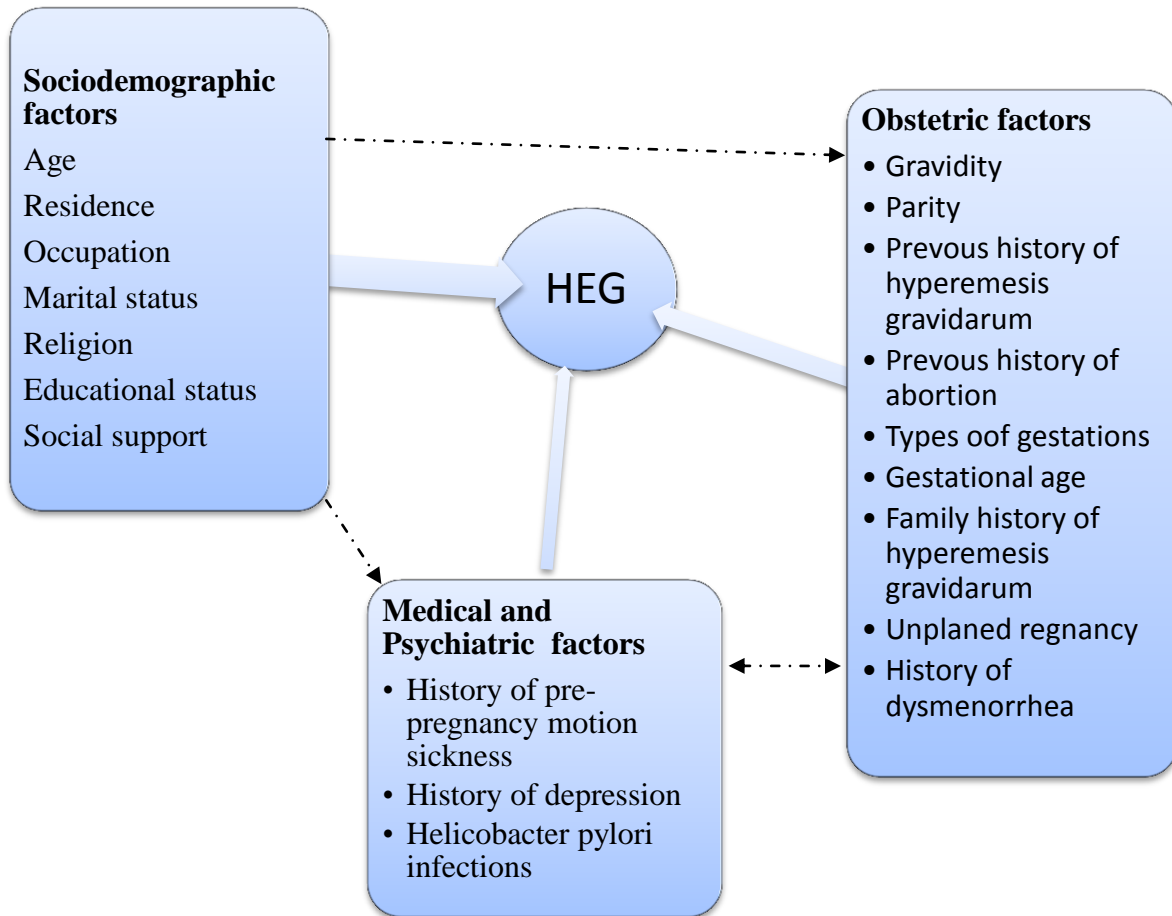 Sociodemographic
factors
Age
Residence
Occupation
Marital status
Religion
Educational status
Social support
HEG
Obstetric factors
• Gravidity
• Parity
• Prevous history of
hyperemesis
gravidarum
• Prevous history of
abortion
• Types oof gestations
• Gestational age
• Family history of
hyperemesis
gravidarum
• Unplaned regnancy
• History of
dysmenorrhea
Medical and
Psychiatric factors
• History of pre-
pregnancy motion
sickness
• History of depression
• Helicobacter pylori
infections